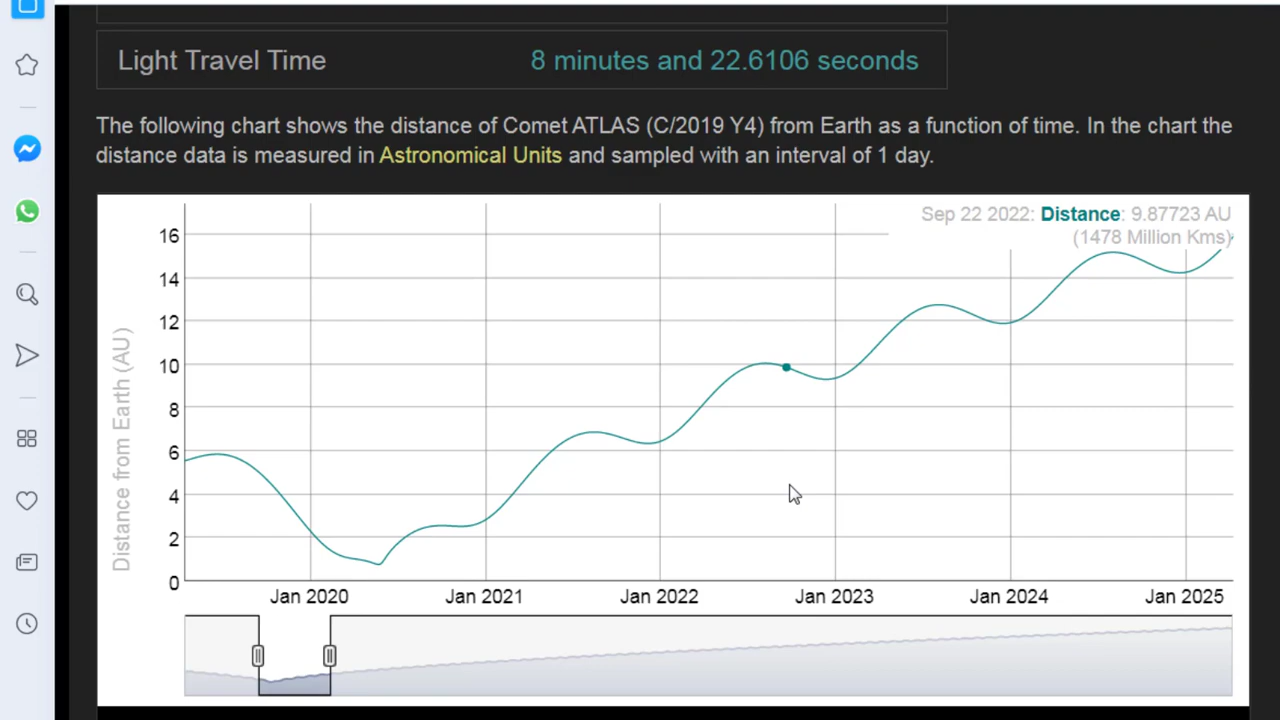 Light Travel Time 8 minutes and 22.6106 seconds
The following chart shows the distance of Comet ATLAS (C/2019 Y4) from Earth as a function of time. In the chart the
distance data is measured in Astronomical Units and sampled with an interval of 1 day.
Sep 22 2022: Distance: 9.87723 AU
(1478 Million Kms)
Distance from Earth (AU)
16
14
12
10
8
6
4
2
0
Jan 2020 Jan 2021 Jan 2022 Jan 2023 Jan 2024 Jan 2025